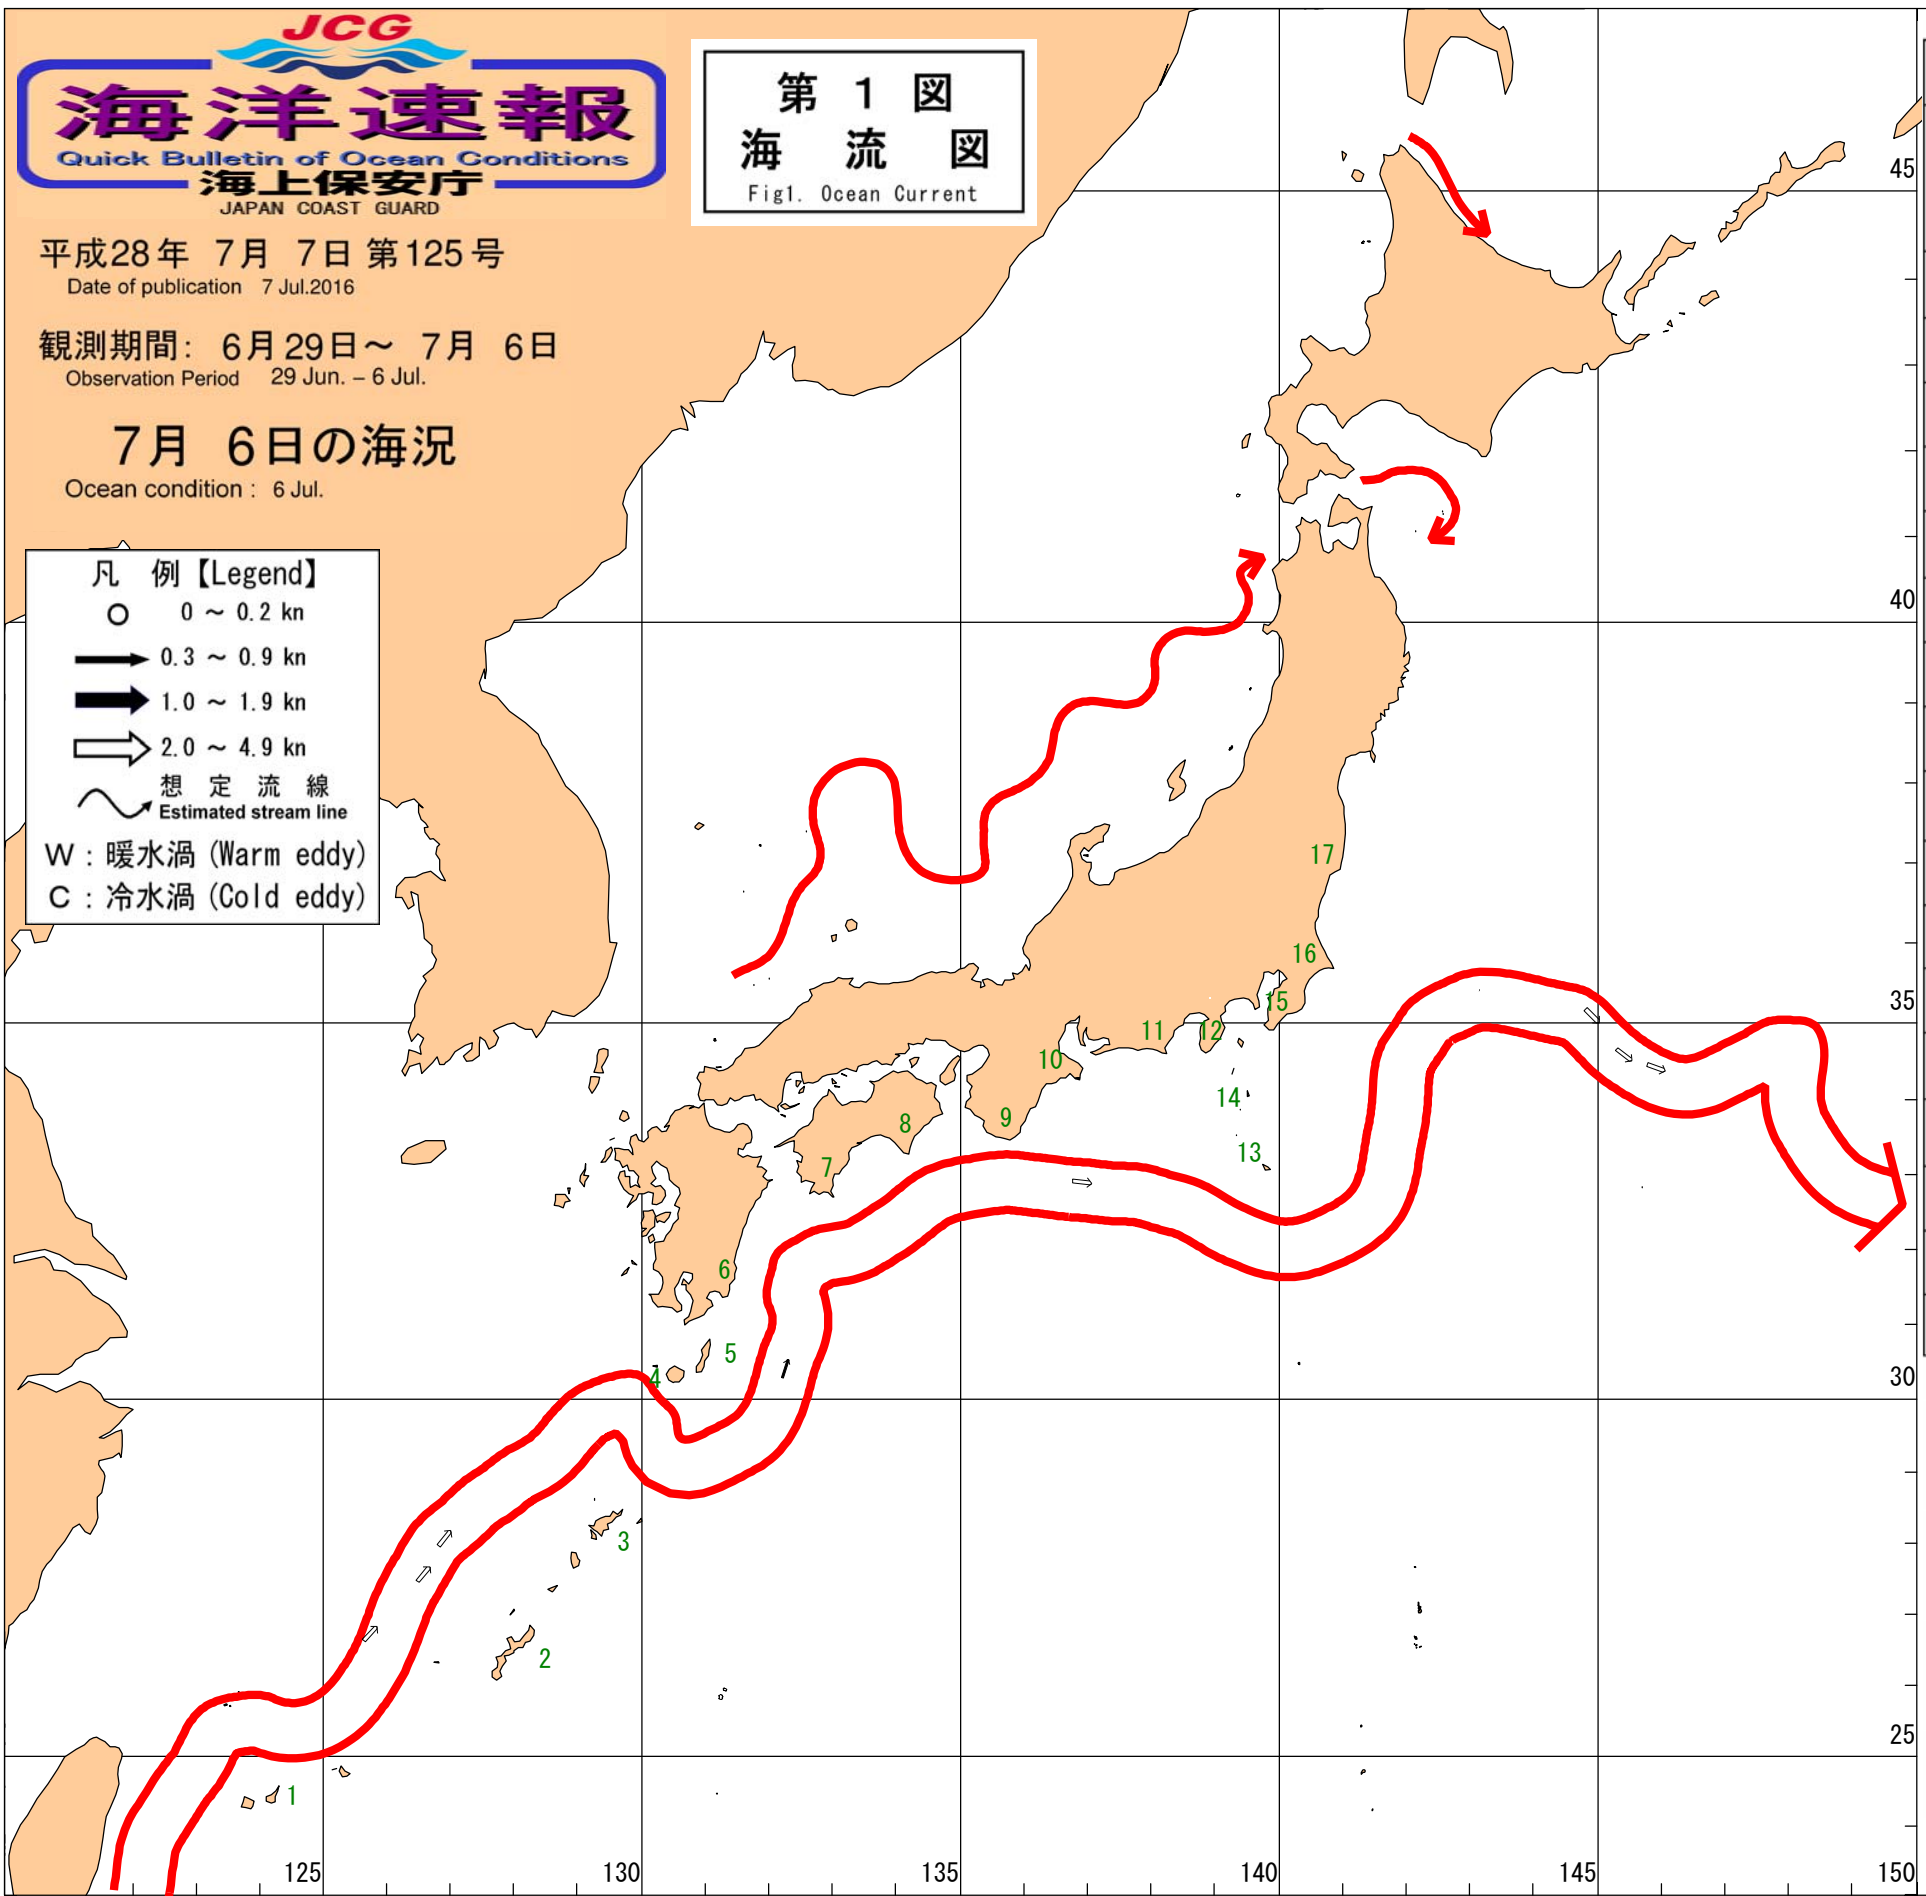 JCG
海洋速報
Quick Bulletin of Ocean Conditions
海上保安庁
JAPAN COAST GUARD
第 1 図
海 流 図
Fig1. Ocean Current
平成28年 7月 7日 第125号
Date of publication 7 Jul.2016
観測期間: 6月29日～ 7月 6日
Observation Period 29 Jun. – 6 Jul.
7月 6日の海況
Ocean condition : 6 Jul.
凡 例【Legend】
0 ～ 0.2 kn
0.3 ～ 0.9 kn
1.0 ～ 1.9 kn
2.0 ～ 4.9 kn
想 定 流 線
Estimated stream line
W : 暖水渦 (Warm eddy)
C : 冷水渦 (Cold eddy)
45
40
17
16
35
15
12
11
10
14
9
8
13
7
6
5
4
30
3
2
25
1
125
130
135
140
145
150